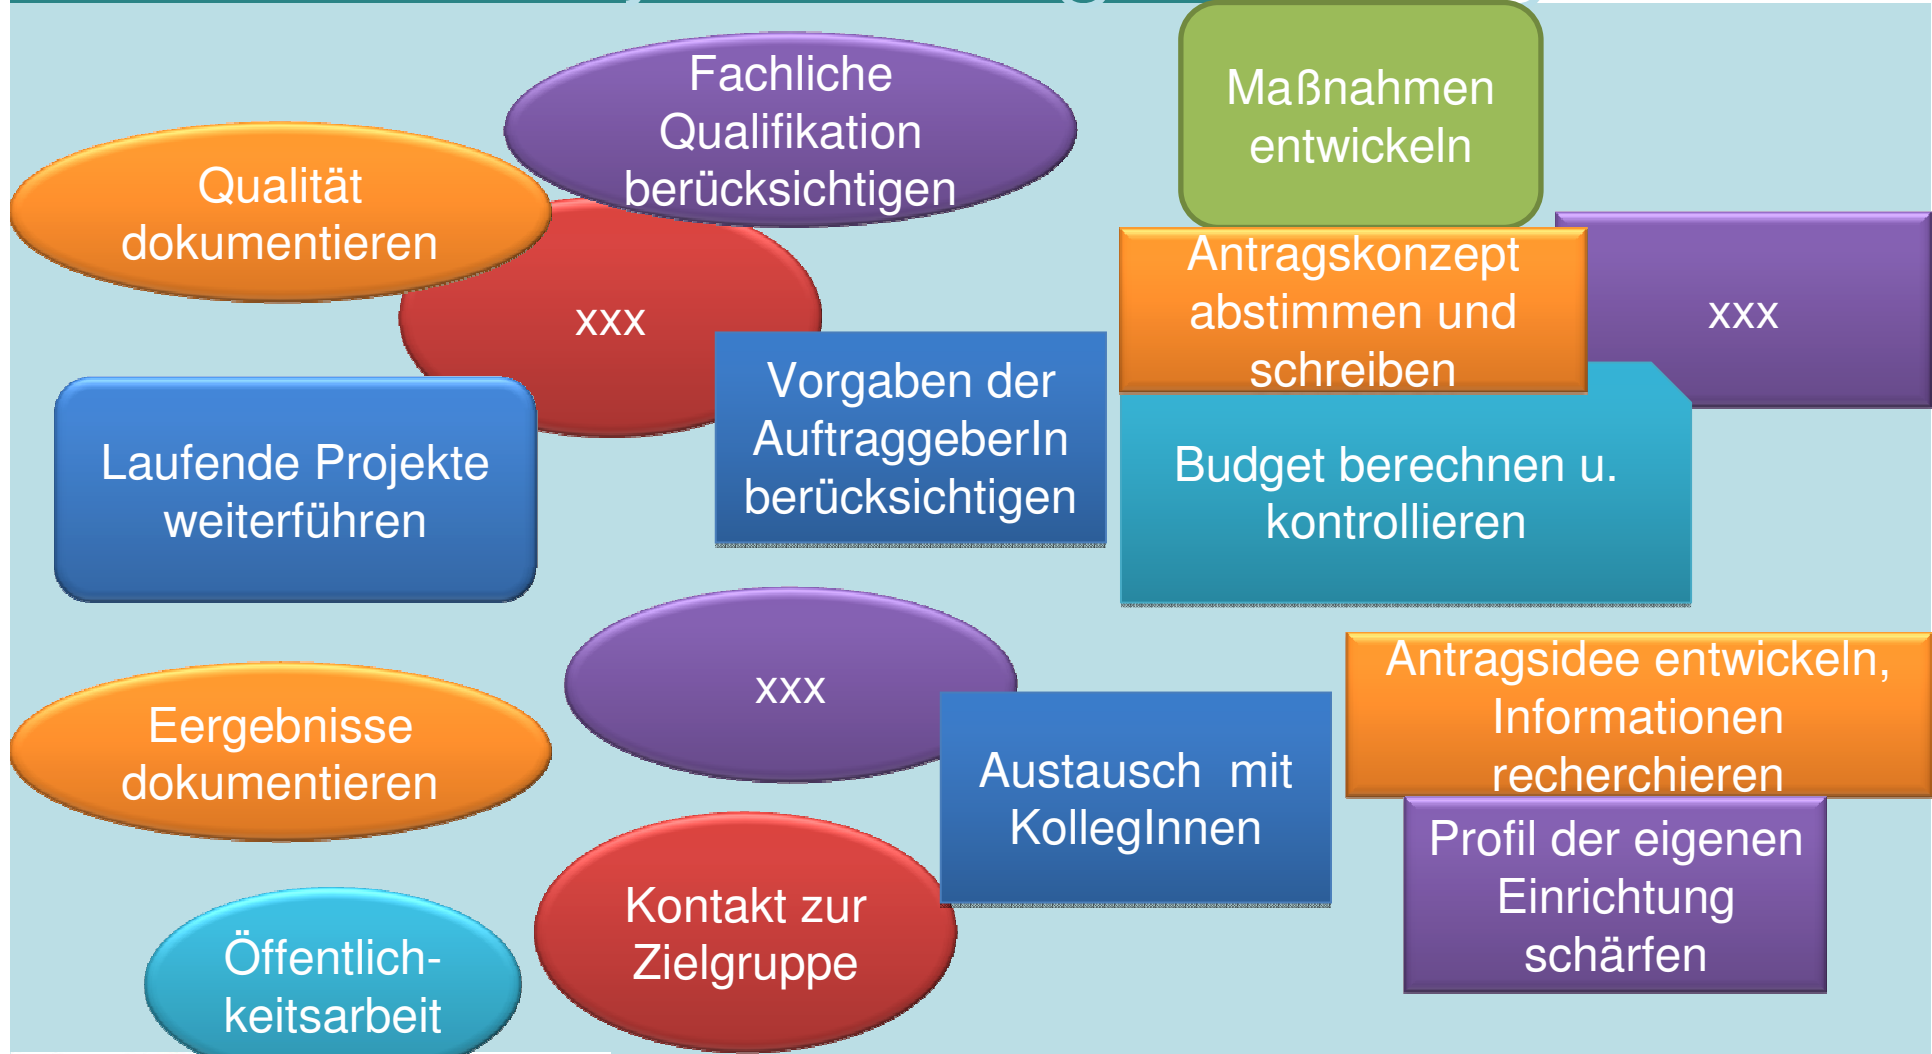 Fachliche
Qualifikation
berücksichtigen
Maßnahmen
entwickeln
Qualität
dokumentieren
xxx
Antragskonzept
abstimmen und
schreiben
xxx
Vorgaben der
AuftraggeberIn
berücksichtigen
Laufende Projekte
weiterführen
Budget berechnen u.
kontrollieren
xxx
Antragsidee entwickeln,
Informationen
recherchieren
Eergebnisse
dokumentieren
Austausch  mit
KollegInnen
Profil der eigenen
Einrichtung
schärfen
Kontakt zur
Zielgruppe
Öffentlich-
keitsarbeit